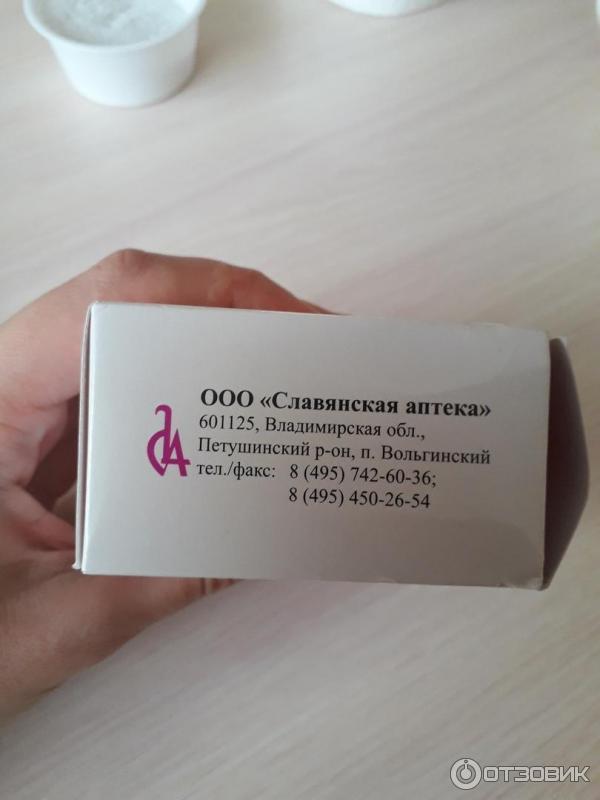 ООО «Славянская аптека»
601125, Владимирская обл.,
Петушинский р-он, п. Вольгинский
тел./факс: 8 (495) 742-60-36;
8 (495) 450-26-54
СА
ОТЗОВИК